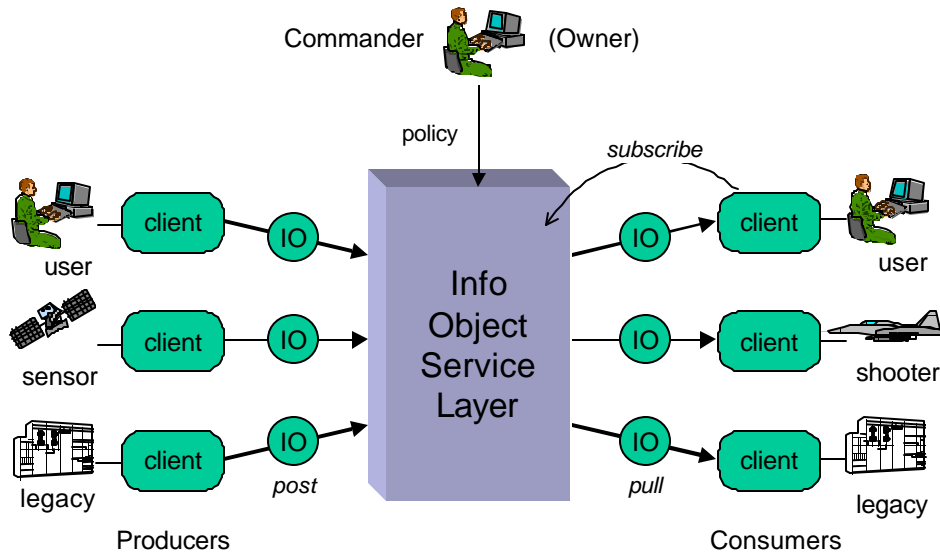 Commander (Owner)
policy
subscribe
client IO IO client
user user
Info
Object
Service
Layer
client IO IO client
sensor shooter
client IO IO client
post pull
legacy legacy
Producers Consumers